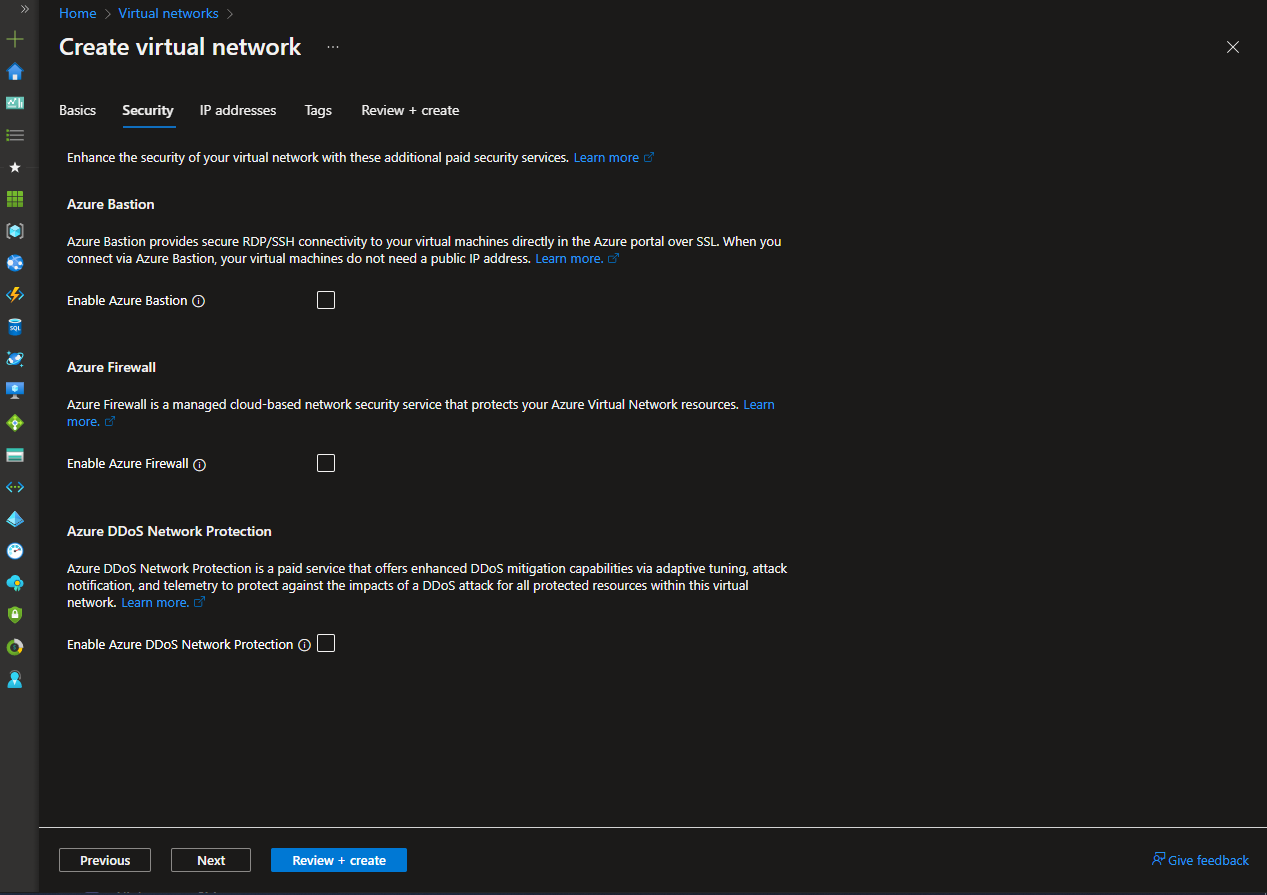 Home > Virtual networks >
Create virtual network ...
Basics Security IP addresses Tags Review + create
Enhance the security of your virtual network with these additional paid security services. Learn more
Azure Bastion
Azure Bastion provides secure RDP/SSH connectivity to your virtual machines directly in the Azure portal over SSL. When you
connect via Azure Bastion, your virtual machines do not need a public IP address. Learn more.
Enable Azure Bastion
Azure Firewall
Azure Firewall is a managed cloud-based network security service that protects your Azure Virtual Network resources. Learn
more.
Enable Azure Firewall
Azure DDoS Network Protection
Azure DDoS Network Protection is a paid service that offers enhanced DDoS mitigation capabilities via adaptive tuning, attack
notification, and telemetry to protect against the impacts of a DDoS attack for all protected resources within this virtual
network. Learn more.
Enable Azure DDoS Network Protection
Previous Next Review + create Give feedback